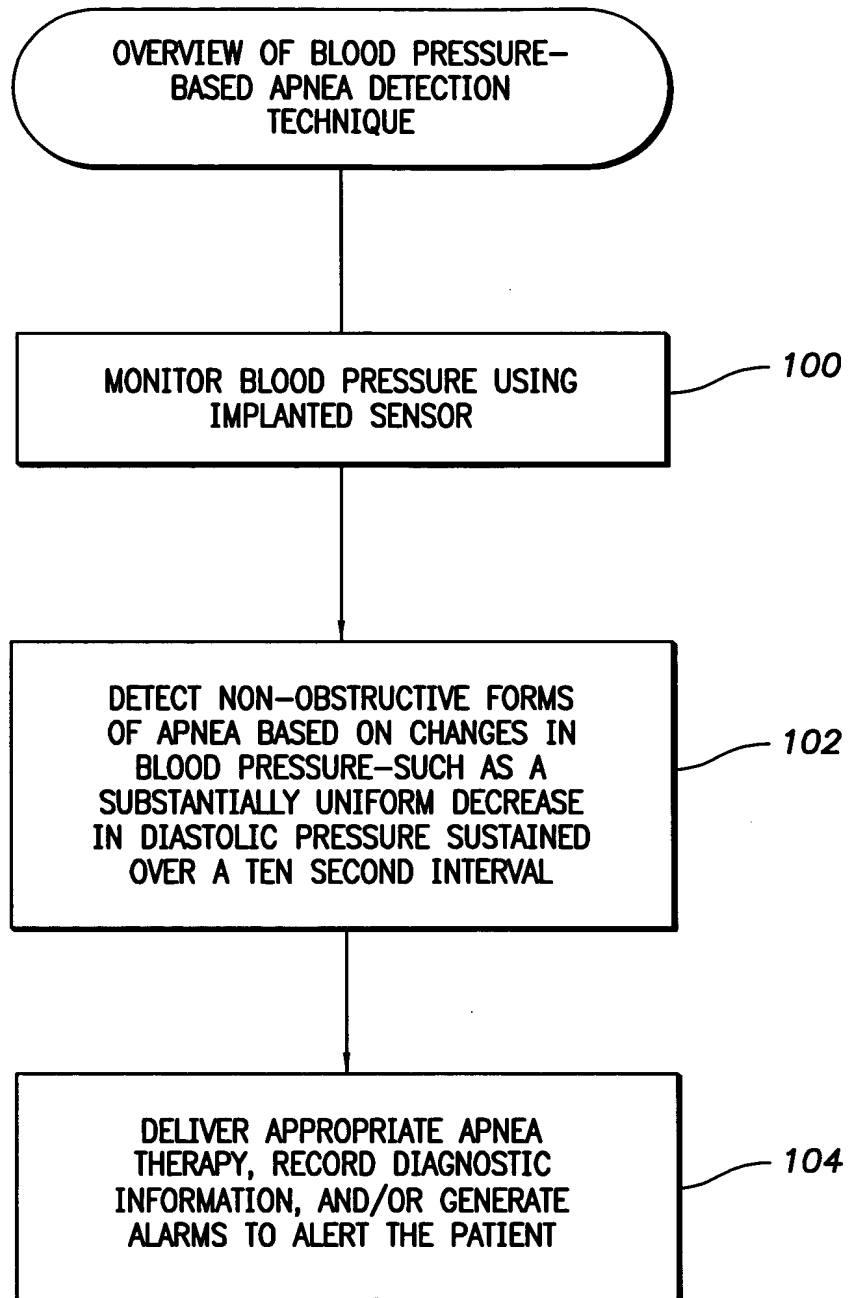 OVERVIEW OF BLOOD PRESSURE-
BASED APNEA DETECTION
TECHNIQUE
MONITOR BLOOD PRESSURE USING
IMPLANTED SENSOR
100
DETECT NON-OBSTRUCTIVE FORMS
OF APNEA BASED ON CHANGES IN
BLOOD PRESSURE-SUCH AS A
SUBSTANTIALLY UNIFORM DECREASE
IN DIASTOLIC PRESSURE SUSTAINED
OVER A TEN SECOND INTERVAL
102
DELIVER APPROPRIATE APNEA
THERAPY, RECORD DIAGNOSTIC
INFORMATION, AND/OR GENERATE
ALARMS TO ALERT THE PATIENT
104